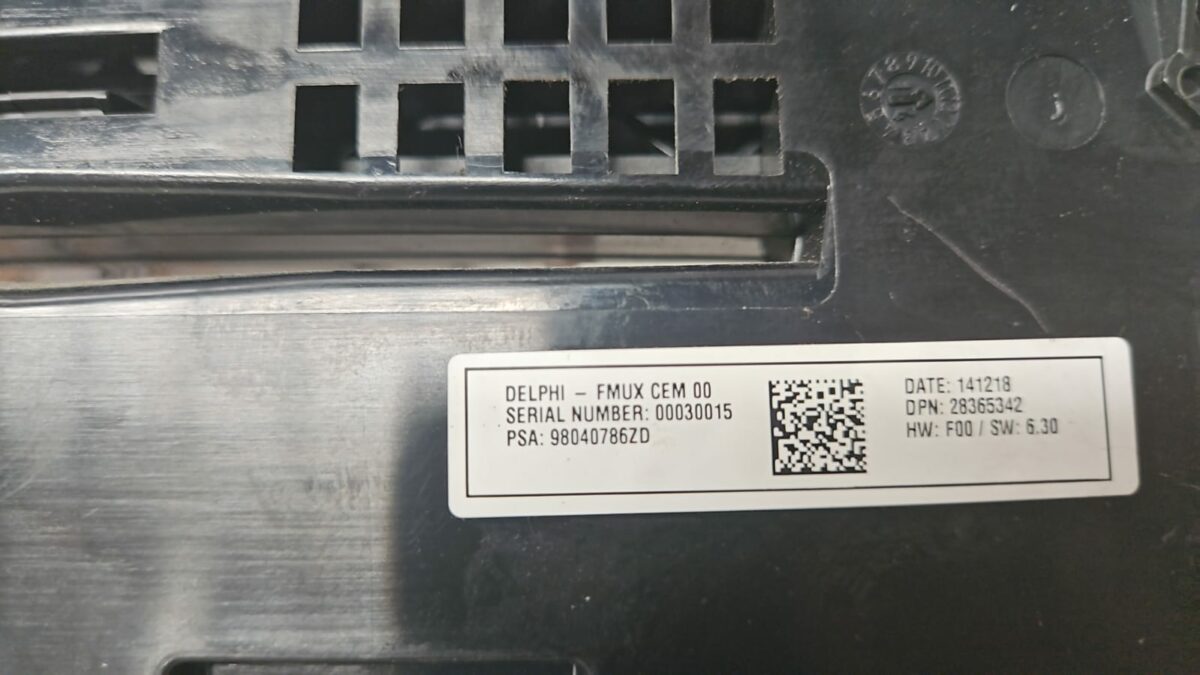 DELPHI – FMUX CEM 00
SERIAL NUMBER: 00030015
PSA: 98040786ZD
DATE: 141218
DPN: 28365342
HW: F00 / SW: 6.30